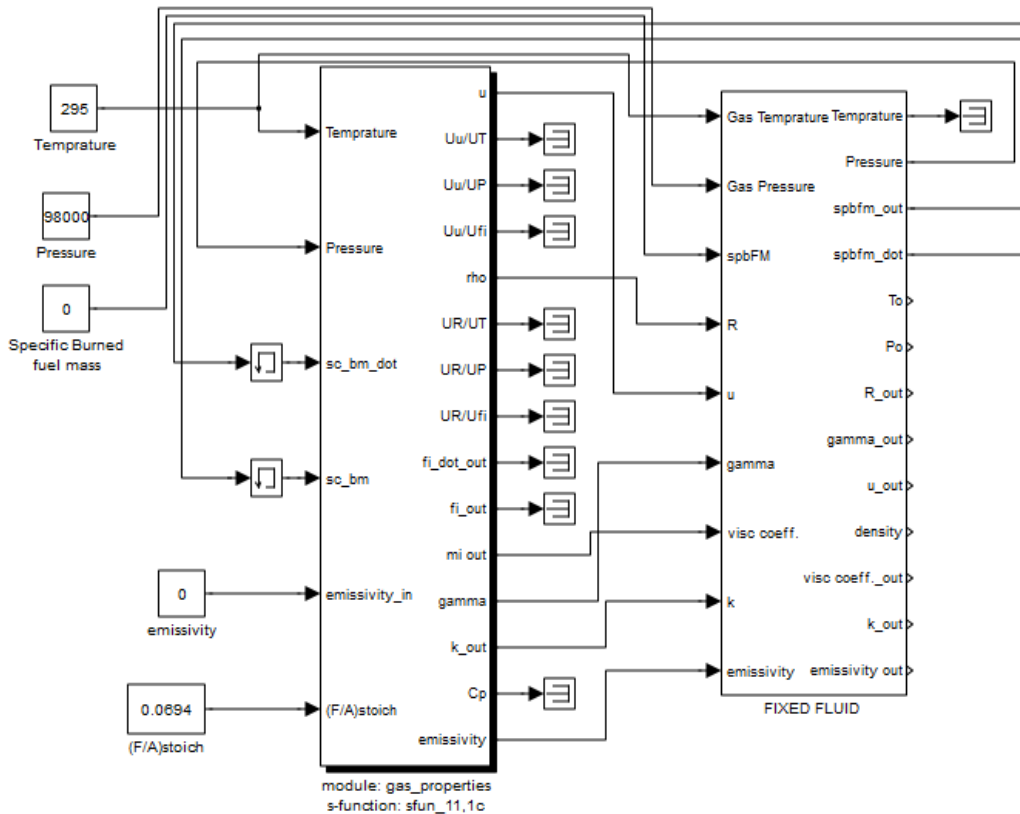 295
Temprature
98000
Pressure
0
Specific Burned
fuel mass
0
emissivity
0.0694
(F/A)stoich
Temprature
Pressure
sc_bm_dot
sc_bm
emissivity_in
(F/A)stoich
u
Uu/UT
Uu/UP
Uu/Ufi
rho
UR/UT
UR/UP
UR/Ufi
fi_dot_out
fi_out
mi out
gamma
k_out
Cp
emissivity
module: gas_properties
s-function: sfun_11,1c
Gas Temprature
Gas Pressure
spbFM
R
u
gamma
visc coeff.
k
emissivity
Temprature
Pressure
spbfm_out
spbfm_dot
To
Po
R_out
gamma_out
u_out
density
visc coeff._out
k_out
emissivity out
FIXED FLUID